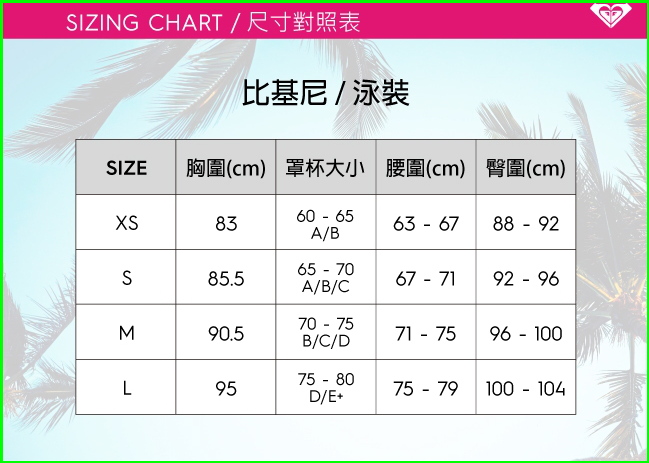 SIZING CHART / 尺寸對照表
比基尼 / 泳裝
SIZE 胸圍(cm) 罩杯大小 腰圍(cm) 臀圍(cm)
XS 83 60 - 65 A/B 63 - 67 88 - 92
S 85.5 65 - 70 A/B/C 67 - 71 92 - 96
M 90.5 70 - 75 B/C/D 71 - 75 96 - 100
L 95 75 - 80 D/E+ 75 - 79 100 - 104